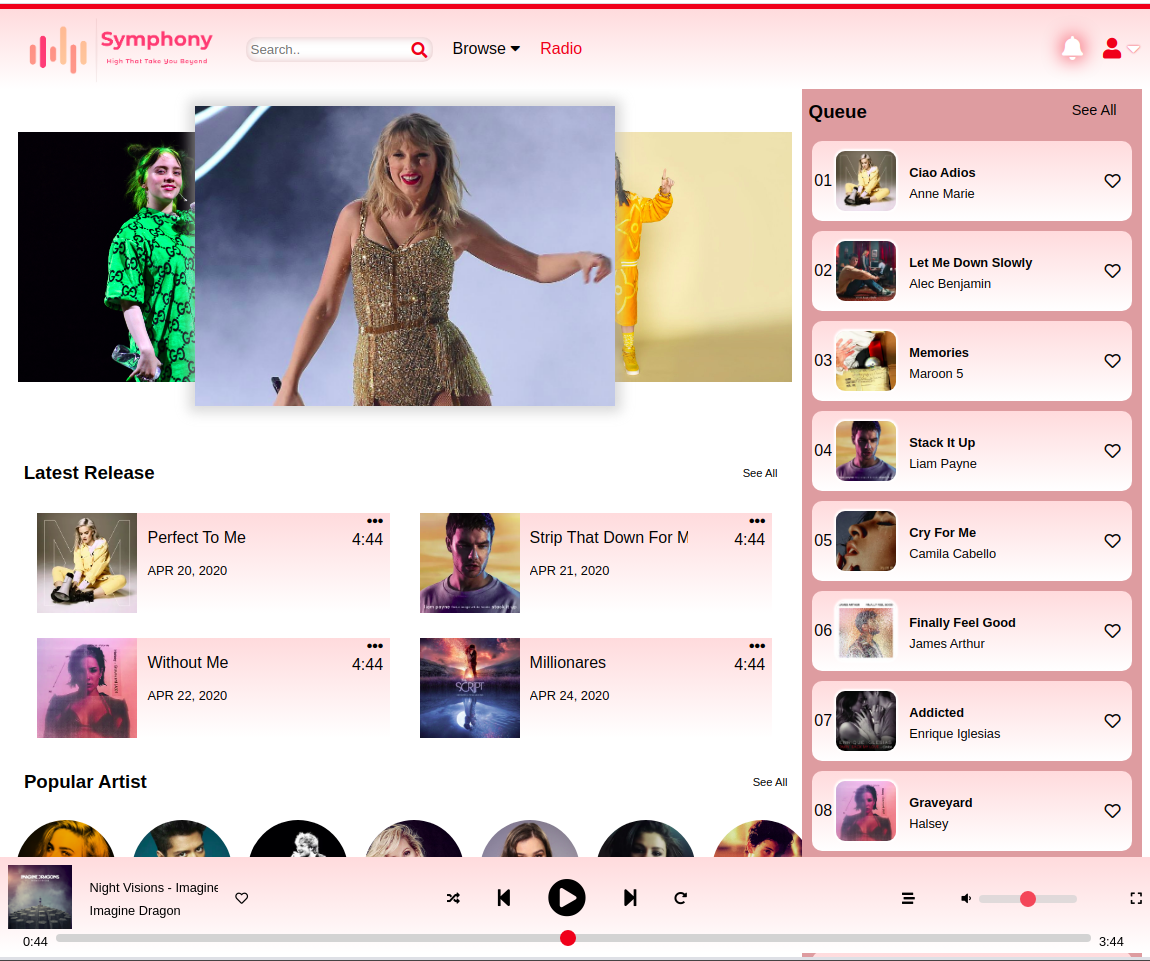 Symphony
High That Take You Beyond
Search..
Browse
Radio
Queue
See All
01
Ciao Adios
Anne Marie
02
Let Me Down Slowly
Alec Benjamin
03
Memories
Maroon 5
04
Stack It Up
Liam Payne
05
Cry For Me
Camila Cabello
06
Finally Feel Good
James Arthur
07
Addicted
Enrique Iglesias
08
Graveyard
Halsey
Latest Release
See All
Perfect To Me
4:44
APR 20, 2020
Strip That Down For M
4:44
APR 21, 2020
Without Me
4:44
APR 22, 2020
SCRIPT
Millionares
4:44
APR 24, 2020
Popular Artist
See All
IMAGINE DRAGONS
Night Visions - Imagine
Imagine Dragon
0:44
3:44